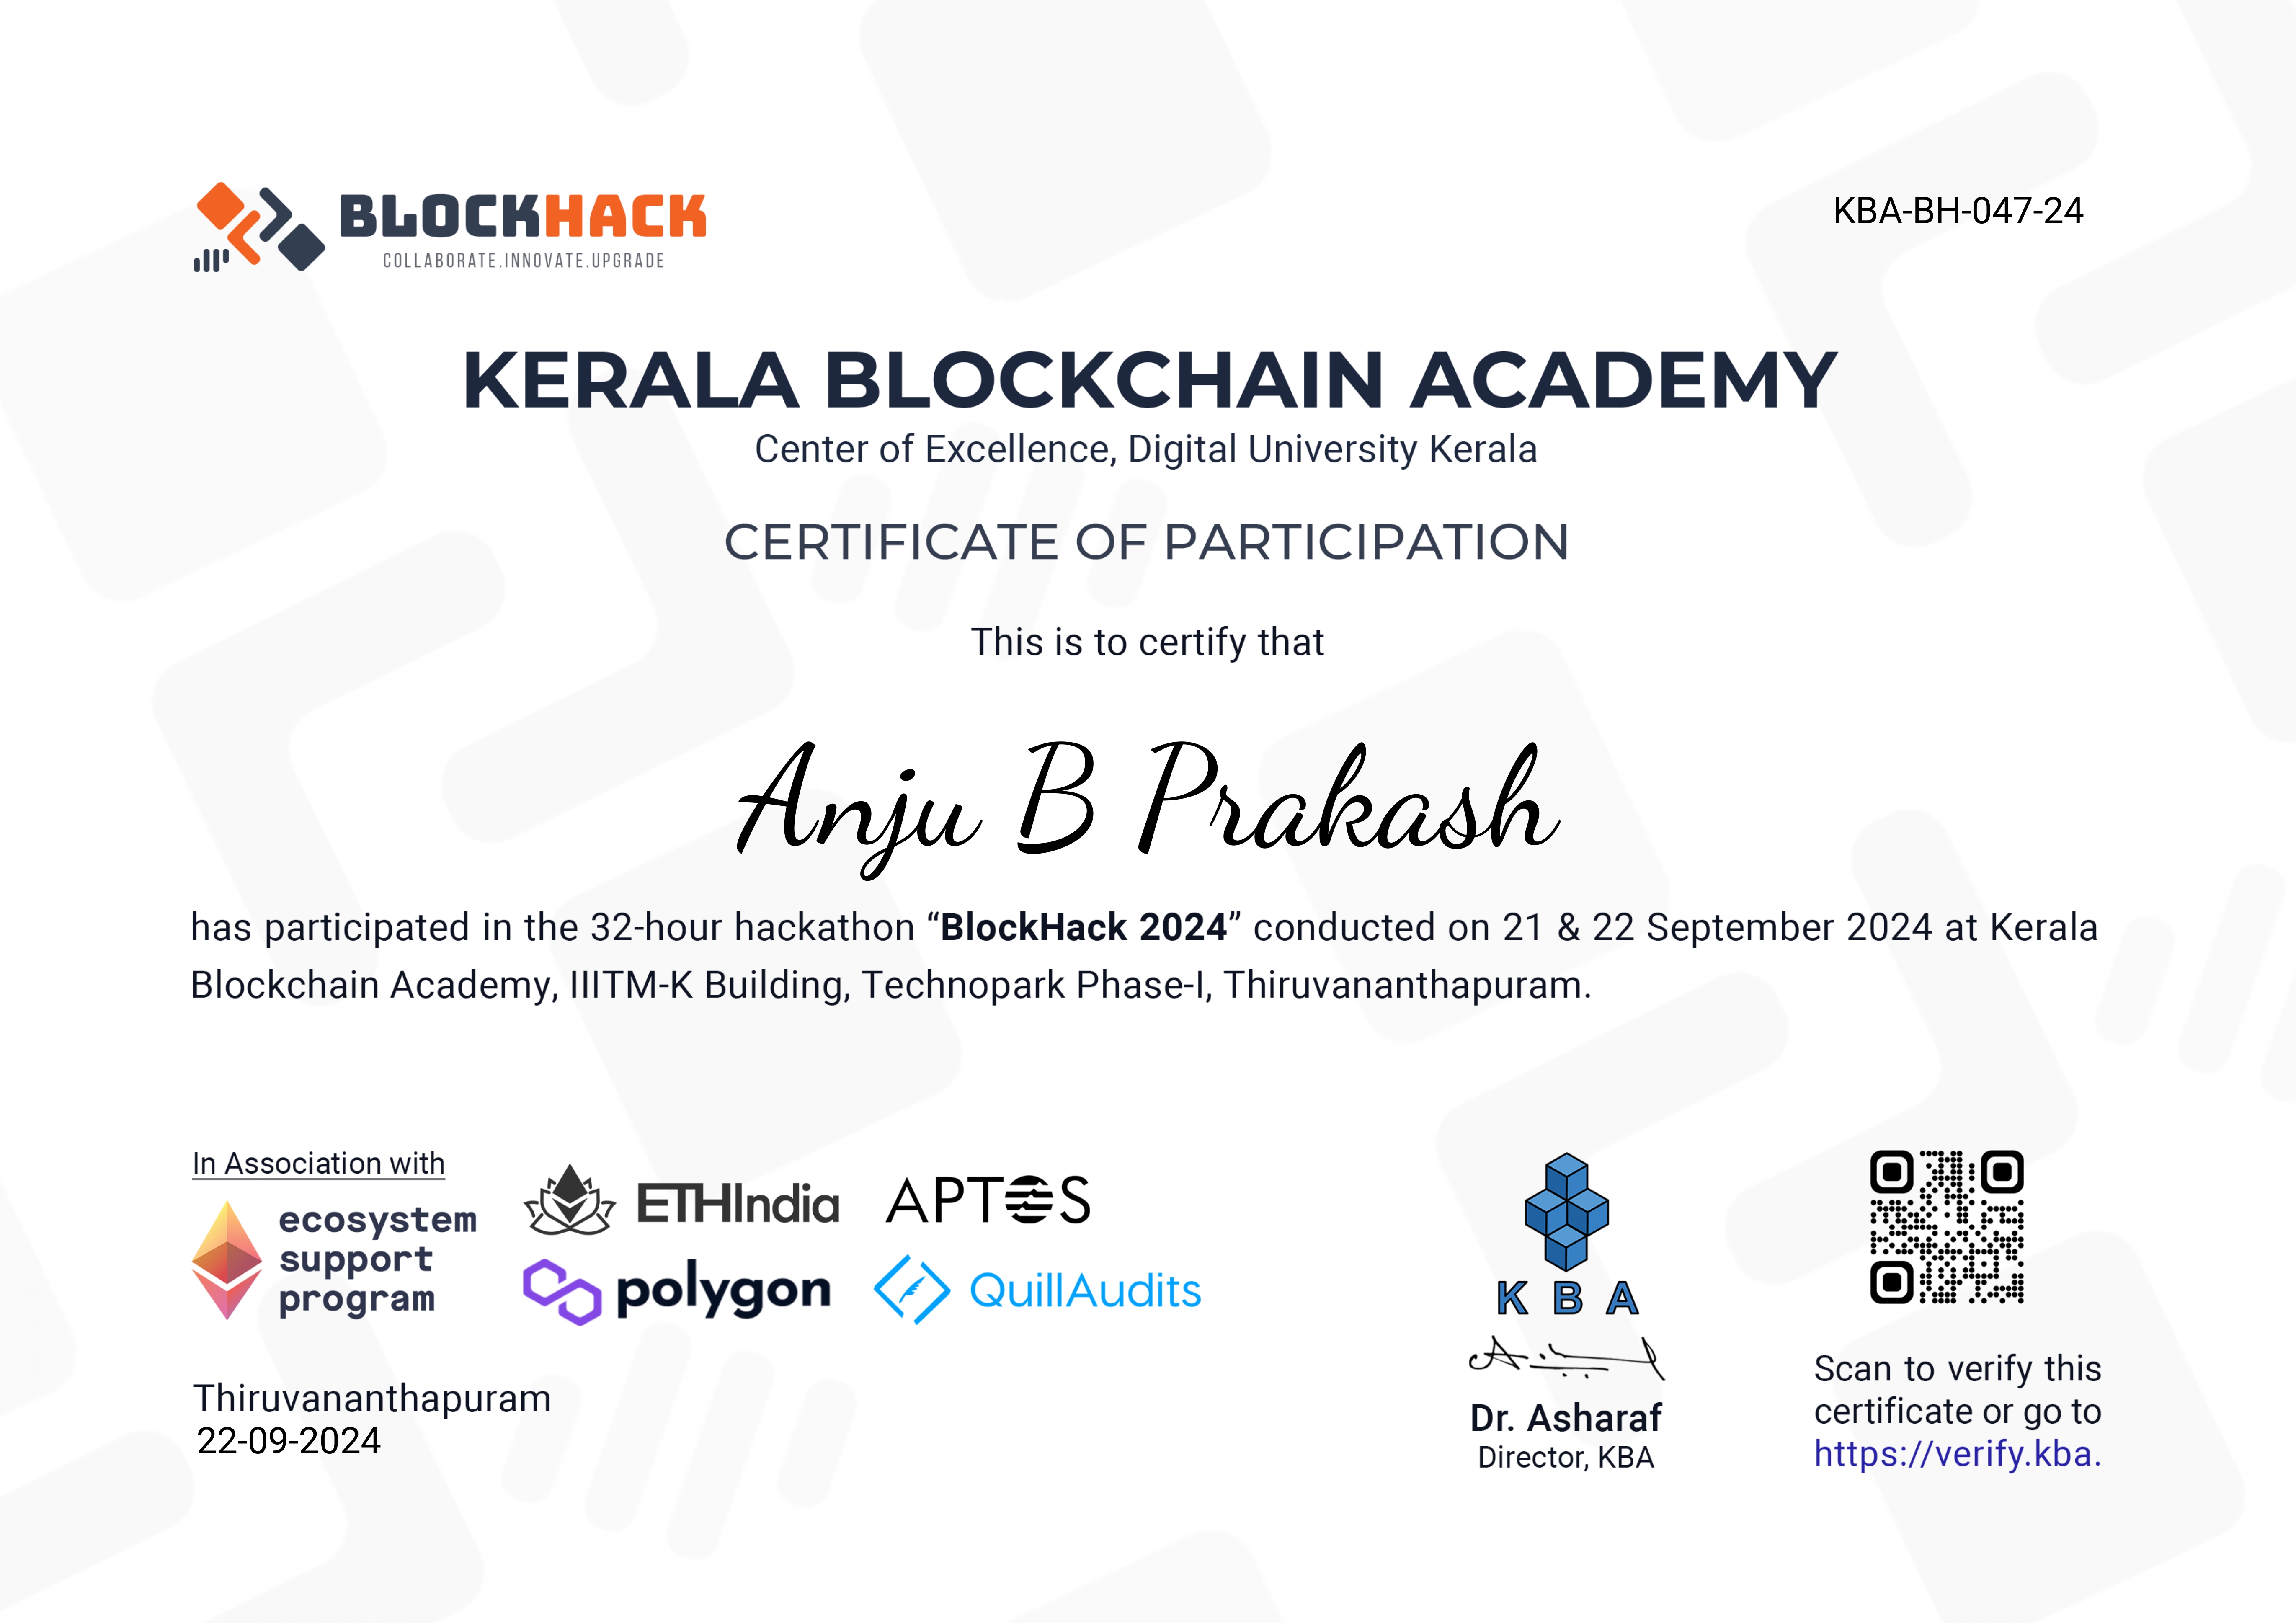 BLOCKHACK
COLLABORATE.INNOVATE.UPGRADE
KBA-BH-047-24
KERALA BLOCKCHAIN ACADEMY
Center of Excellence, Digital University Kerala
CERTIFICATE OF PARTICIPATION
This is to certify that
Anju B Prakash
has participated in the 32-hour hackathon “BlockHack 2024” conducted on 21 & 22 September 2024 at Kerala
Blockchain Academy, IIITM-K Building, Technopark Phase-I, Thiruvananthapuram.
In Association with
ecosystem
support
program
ETHIndia
APTOS
polygon
QuillAudits
Thiruvananthapuram
22-09-2024
K B A
Dr. Asharaf
Director, KBA
Scan to verify this
certificate or go to
https://verify.kba.